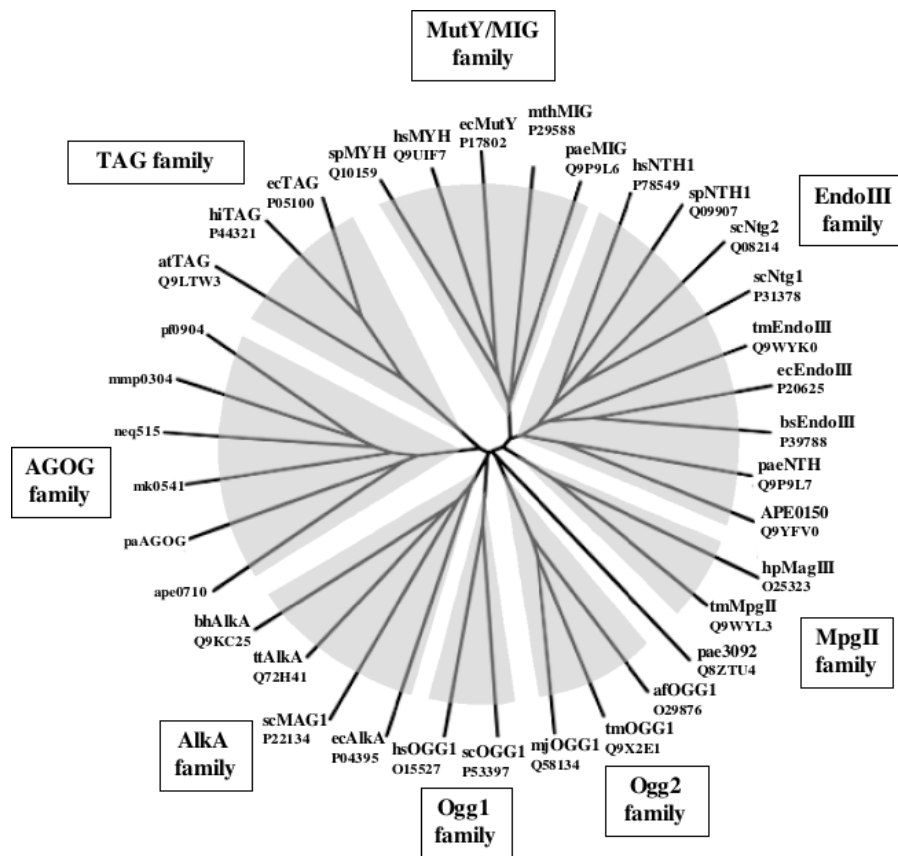 MutY/MIG
family
TAG family
EndoIII
family
AGOG
family
MpgII
family
AlkA
family
Ogg1
family
Ogg2
family
atTAG
Q9LTW3
hiTAG
P44321
ecTAG
P05100
spMYH
Q10159
hsMYH
Q9UIF7
ecMutY
P17802
mthMIG
P29588
paeMIG
Q9P9L6
hsNTH1
P78549
spNTH1
Q09907
scNtg2
Q08214
scNtg1
P31378
tmEndoIII
Q9WYK0
ecEndoIII
P20625
bsEndoIII
P39788
paeNTH
Q9P9L7
APE0150
Q9YFV0
hpMagIII
O25323
tmMpgII
Q9WYL3
pae3092
Q8ZTU4
afOGG1
O29876
tmOGG1
Q9X2E1
mjOGG1
Q58134
scOGG1
P53397
hsOGG1
O15527
ecAlkA
P04395
scMAG1
P22134
ttAlkA
Q72H41
bhAlkA
Q9KC25
ape0710
paAGOG
mk0541
neq515
mmp0304
pf0904